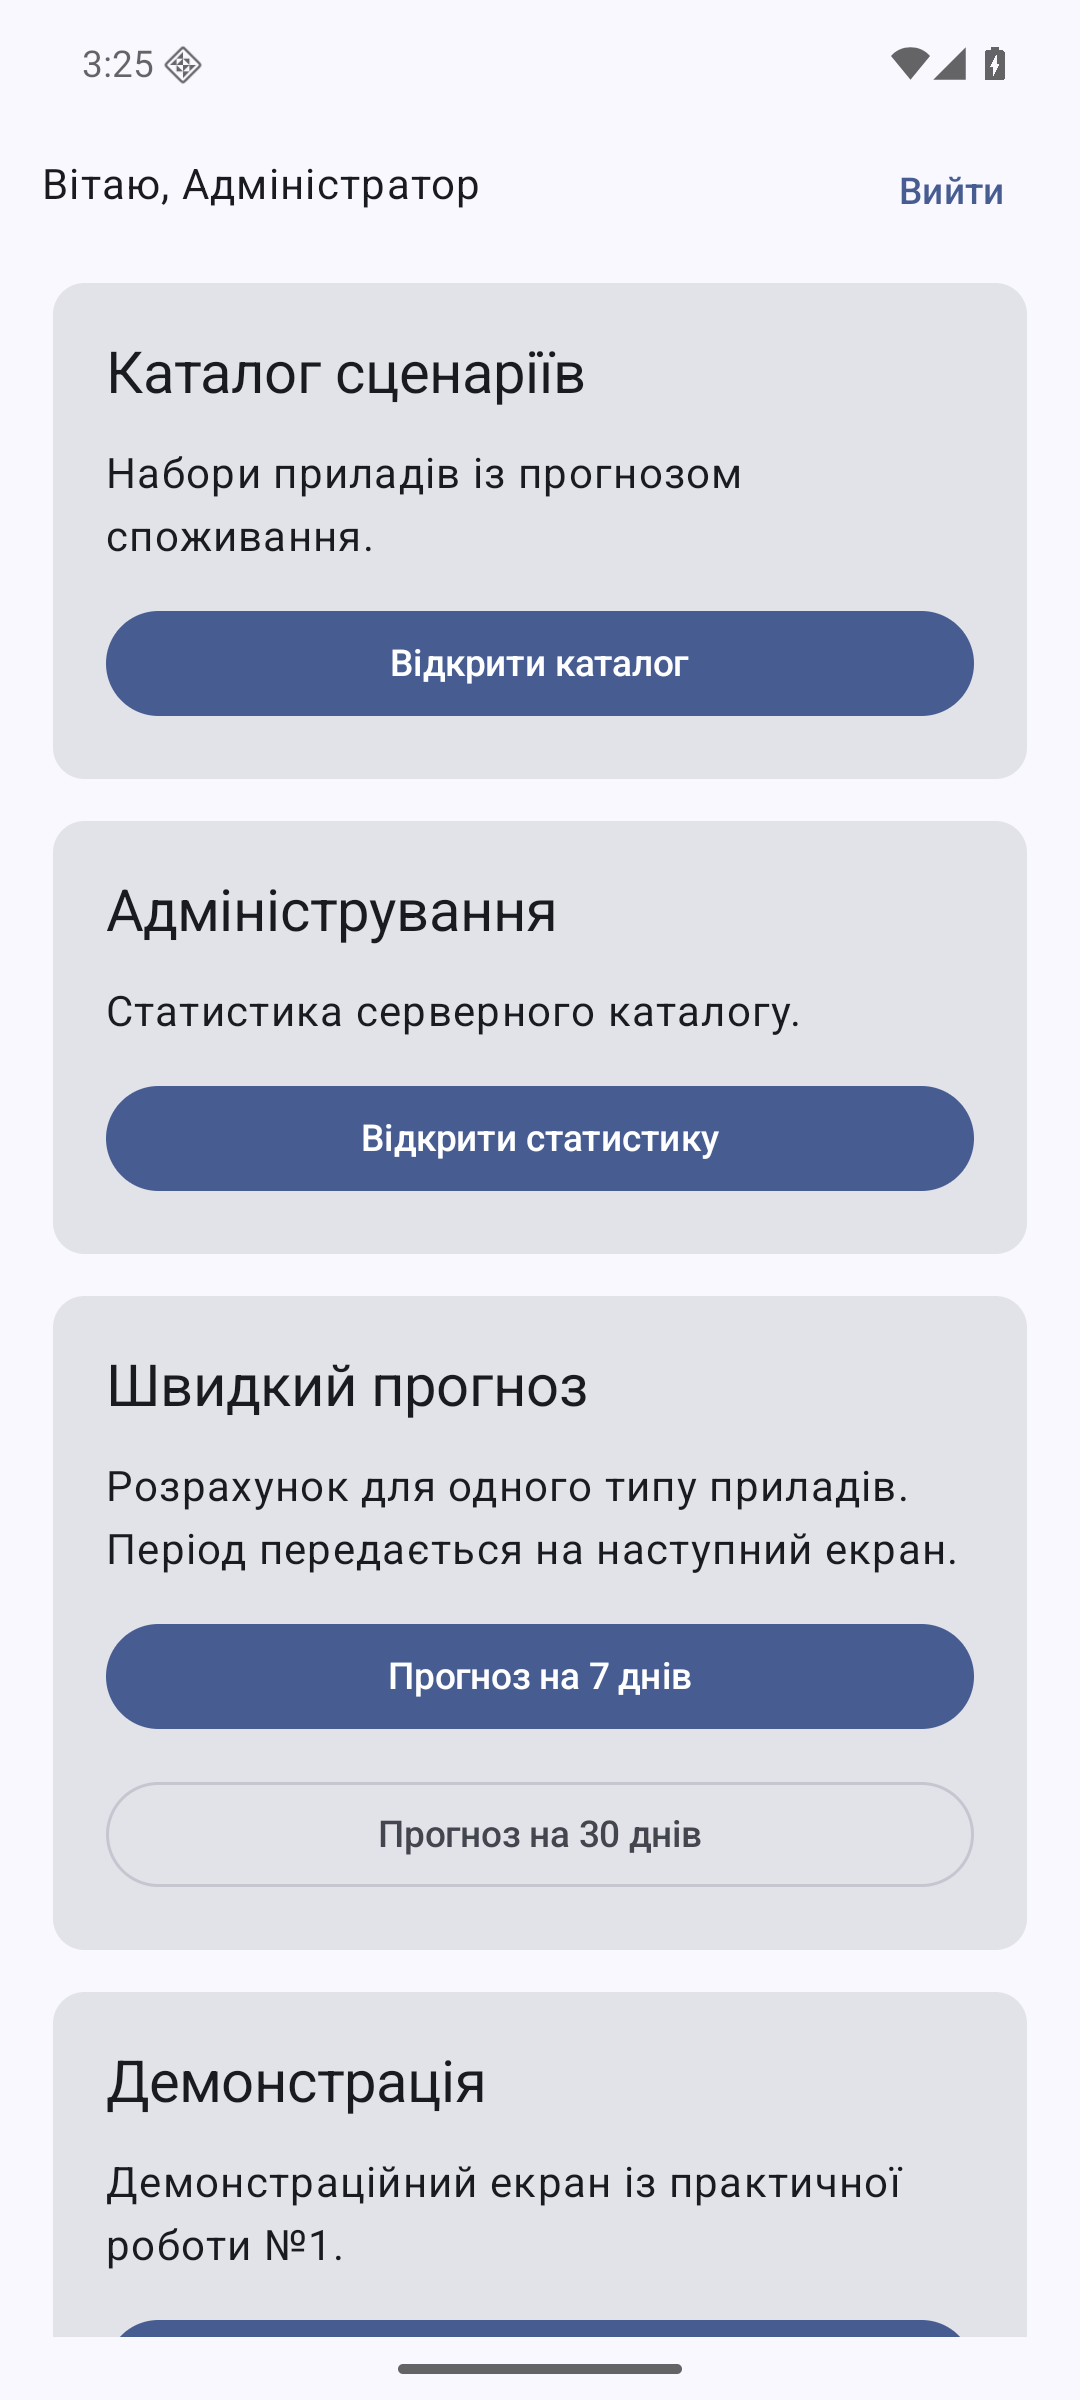 3:25
Вітаю, Адміністратор
Вийти
Каталог сценаріїв
Набори приладів із прогнозом
споживання.
Відкрити каталог
Адміністрування
Статистика серверного каталогу.
Відкрити статистику
Швидкий прогноз
Розрахунок для одного типу приладів.
Період передається на наступний екран.
Прогноз на 7 днів
Прогноз на 30 днів
Демонстрація
Демонстраційний екран із практичної
роботи №1.